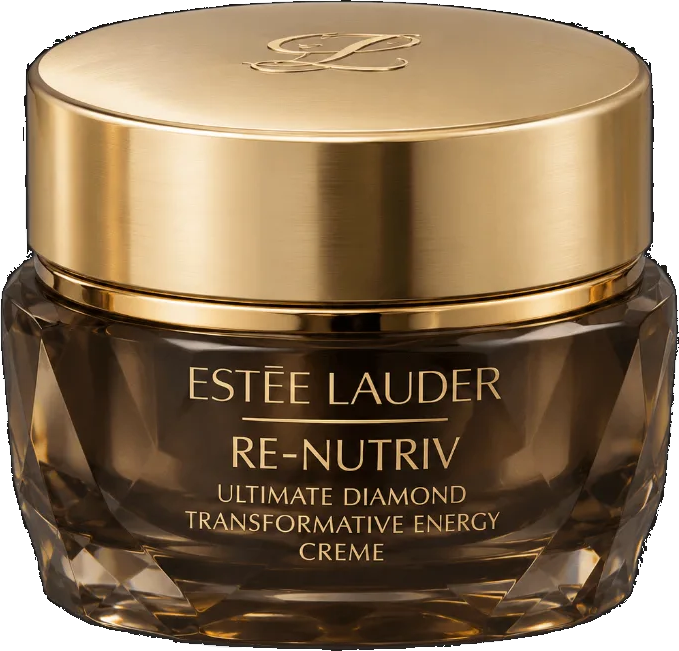 ESTĒE LAUDER
RE-NUTRIV
ULTIMATE DIAMOND
TRANSFORMATIVE ENERGY
CREME